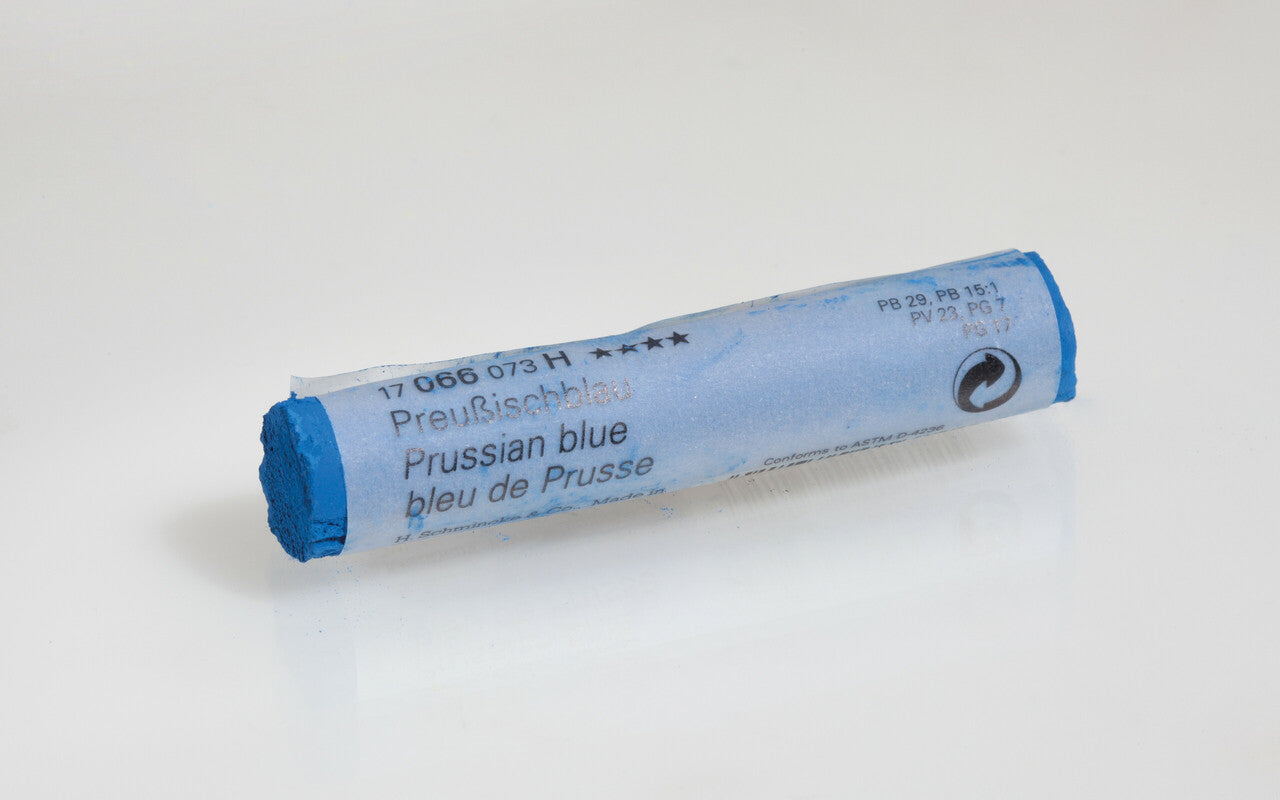 17 066 073 H ★★★★
Preußischblau
Prussian blue
bleu de Prusse
H. Schmincke & Co., Made in
PB 29, PB 15:1
PV 23, PG 7
PG 17
Conforms to ASTM D-4236